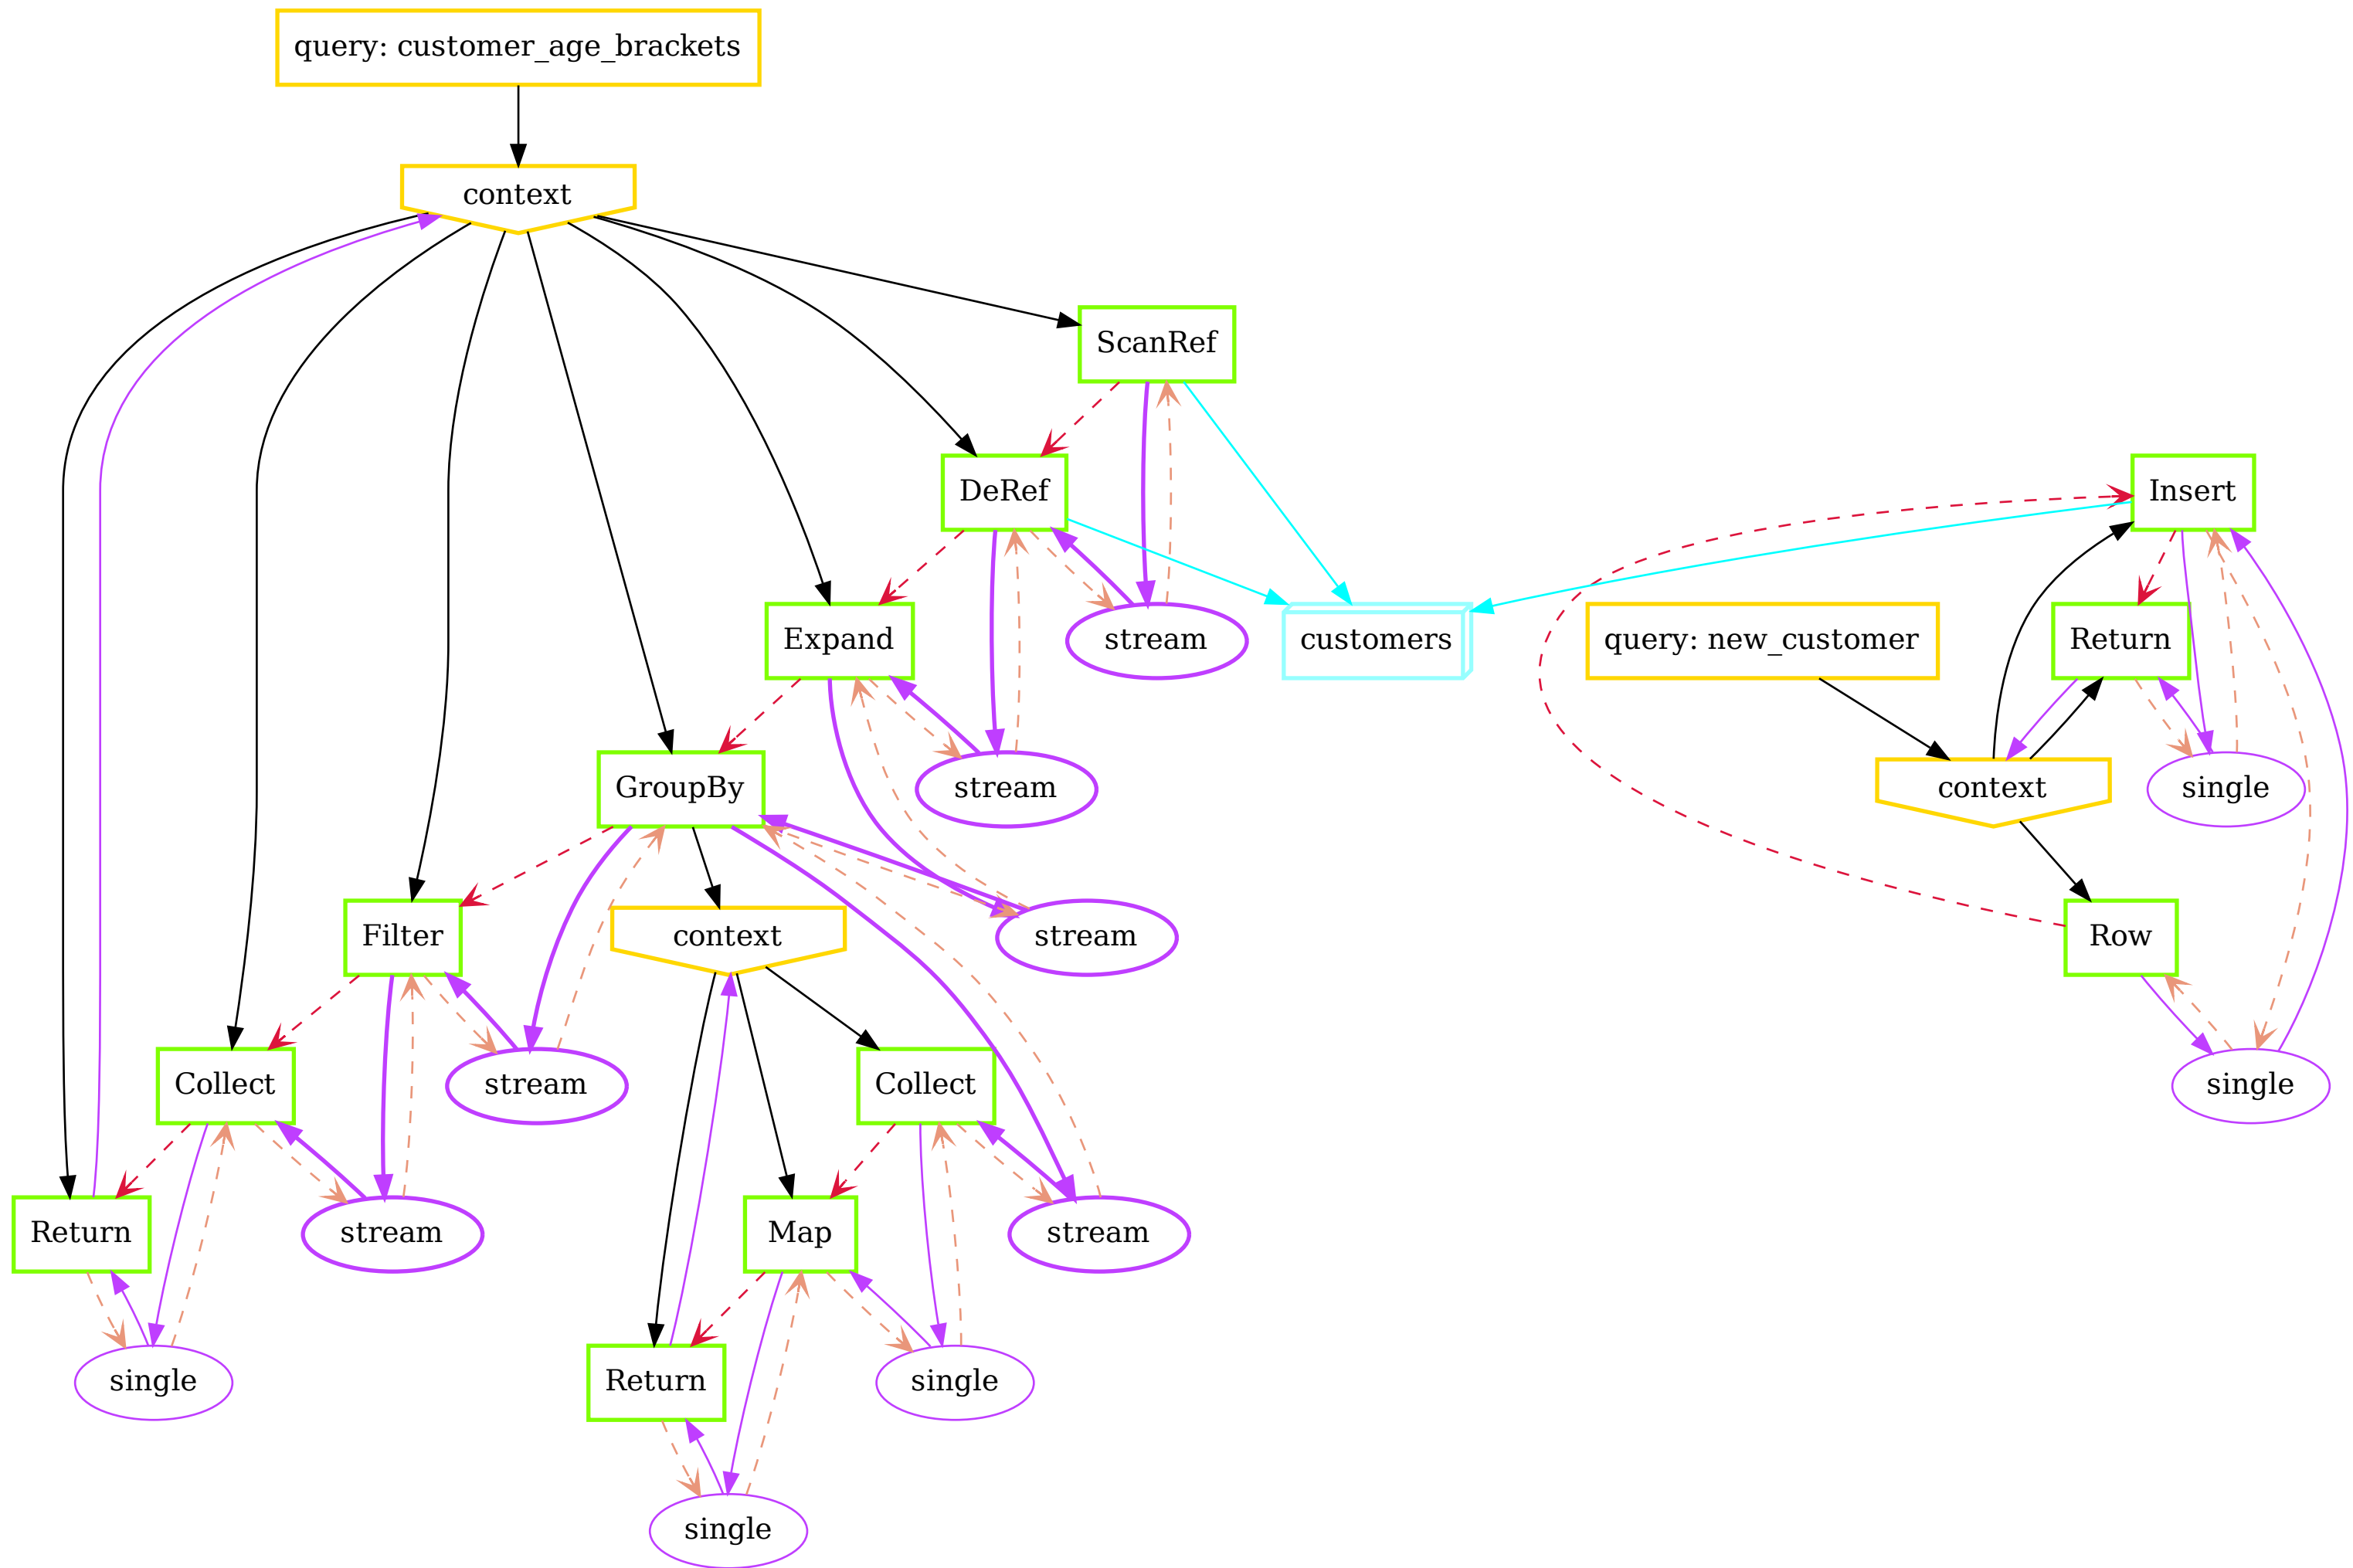 query: customer_age_brackets
context
ScanRef
DeRef
Insert
Expand
stream
customers
query: new_customer
Return
GroupBy
stream
context
single
Filter
context
stream
Row
Collect
stream
Collect
single
Return
stream
Map
stream
single
Return
single
single